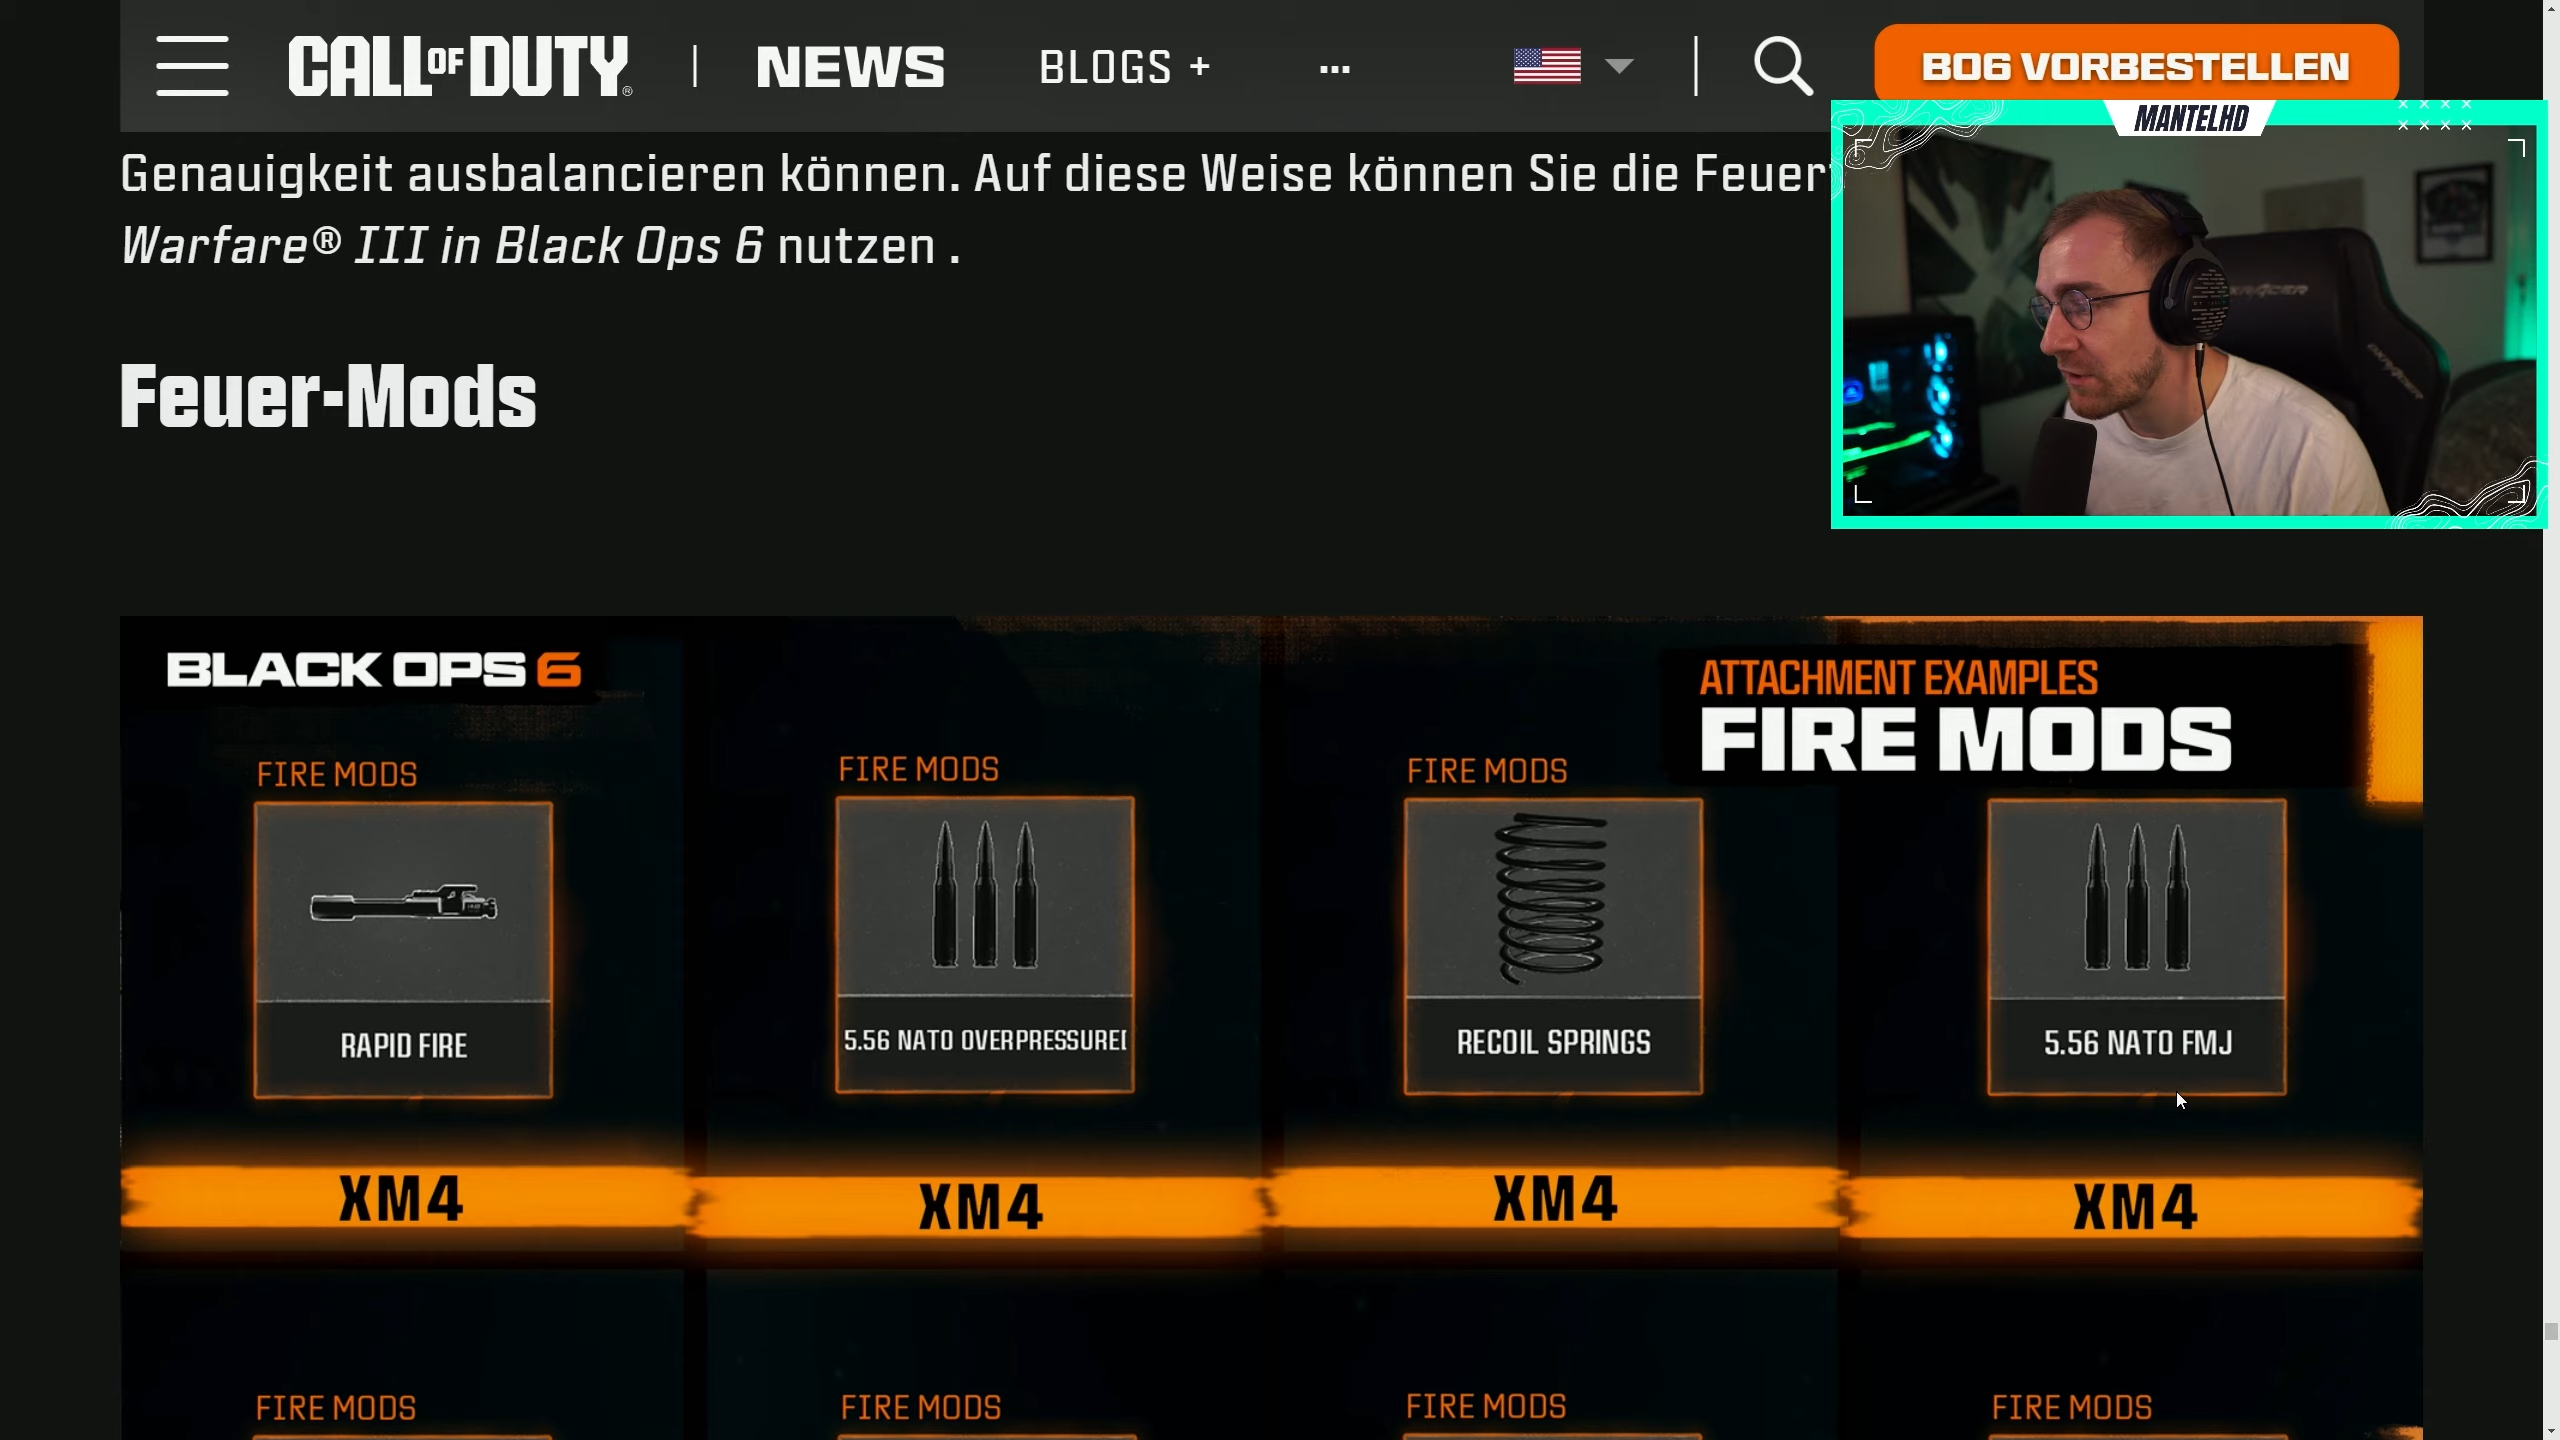 CALL OF DUTY® | NEWS BLOGS + ... BO6 VORBESTELLEN
MANTELHD
Genauigkeit ausbalancieren können. Auf diese Weise können Sie die Feuer
Warfare® III in Black Ops 6 nutzen .
Feuer-Mods
BLACK OPS 6
ATTACHMENT EXAMPLES
FIRE MODS
FIRE MODS
RAPID FIRE
XM4
FIRE MODS
5.56 NATO OVERPRESSURE
XM4
FIRE MODS
RECOIL SPRINGS
XM4
5.56 NATO FMJ
XM4
FIRE MODS
FIRE MODS
FIRE MODS
FIRE MODS